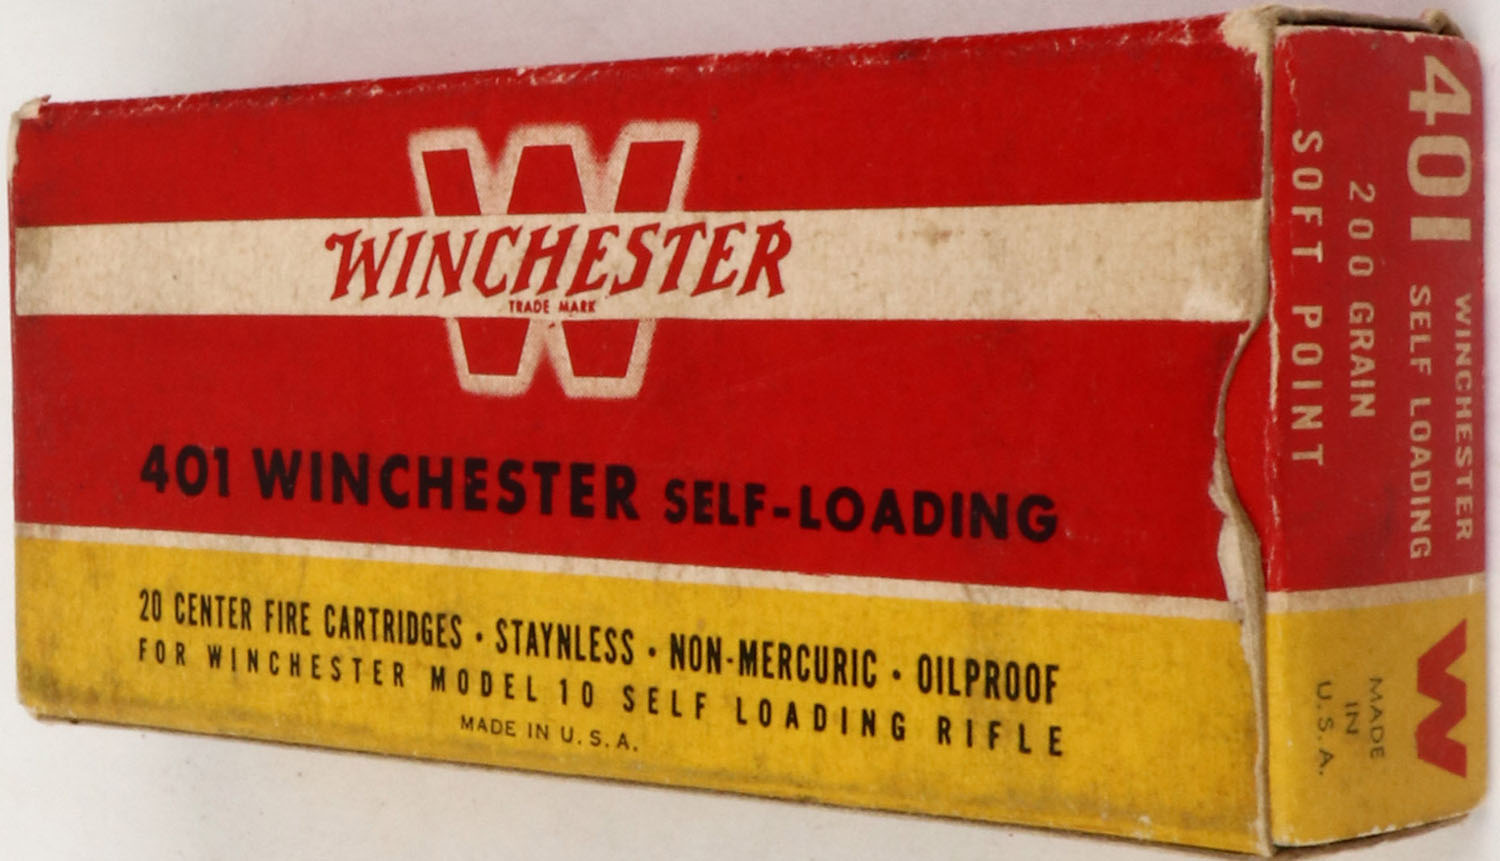 W
WINCHESTER
TRADE MARK
401 WINCHESTER SELF-LOADING
20 CENTER FIRE CARTRIDGES · STAYNLESS · NON-MERCURIC · OILPROOF
FOR WINCHESTER MODEL 10 SELF LOADING RIFLE
MADE IN U.S.A.
401 WINCHESTER
SELF LOADING
200 GRAIN
SOFT POINT
W
MADE
IN
U.S.A.